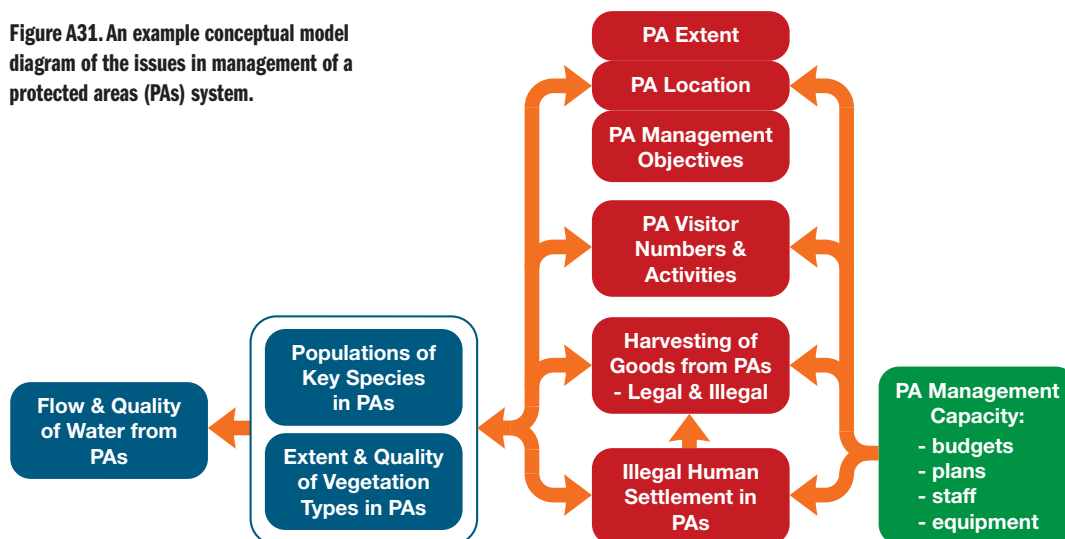 Figure A31. An example conceptual model
diagram of the issues in management of a
protected areas (PAs) system.
PA Extent
PA Location
PA Management
Objectives
PA Visitor
Numbers &
Activities
Harvesting of
Goods from PAs
- Legal & Illegal
Illegal Human
Settlement in
PAs
Populations of
Key Species
in PAs
Extent & Quality
of Vegetation
Types in PAs
Flow & Quality
of Water from
PAs
PA Management
Capacity:
- budgets
- plans
- staff
- equipment